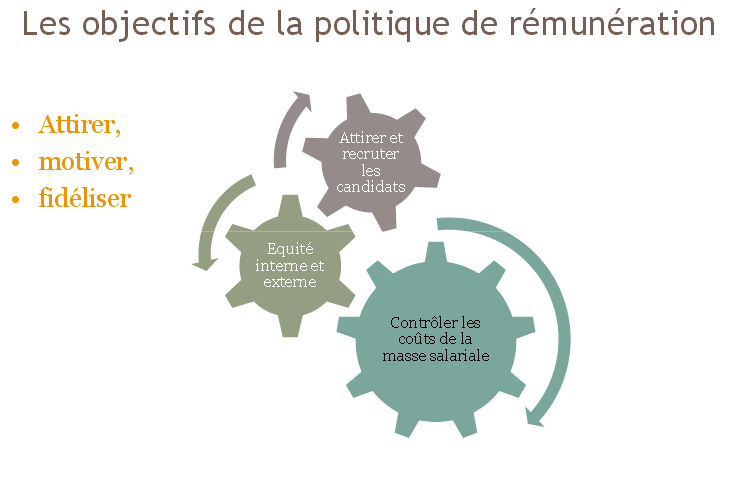 Les objectifs de la politique de rémunération
• Attirer,
• motiver,
• fidéliser
Attirer et
recruter
les
candidats
Equité
interne et
externe
Contrôler les
coûts de la
masse salariale